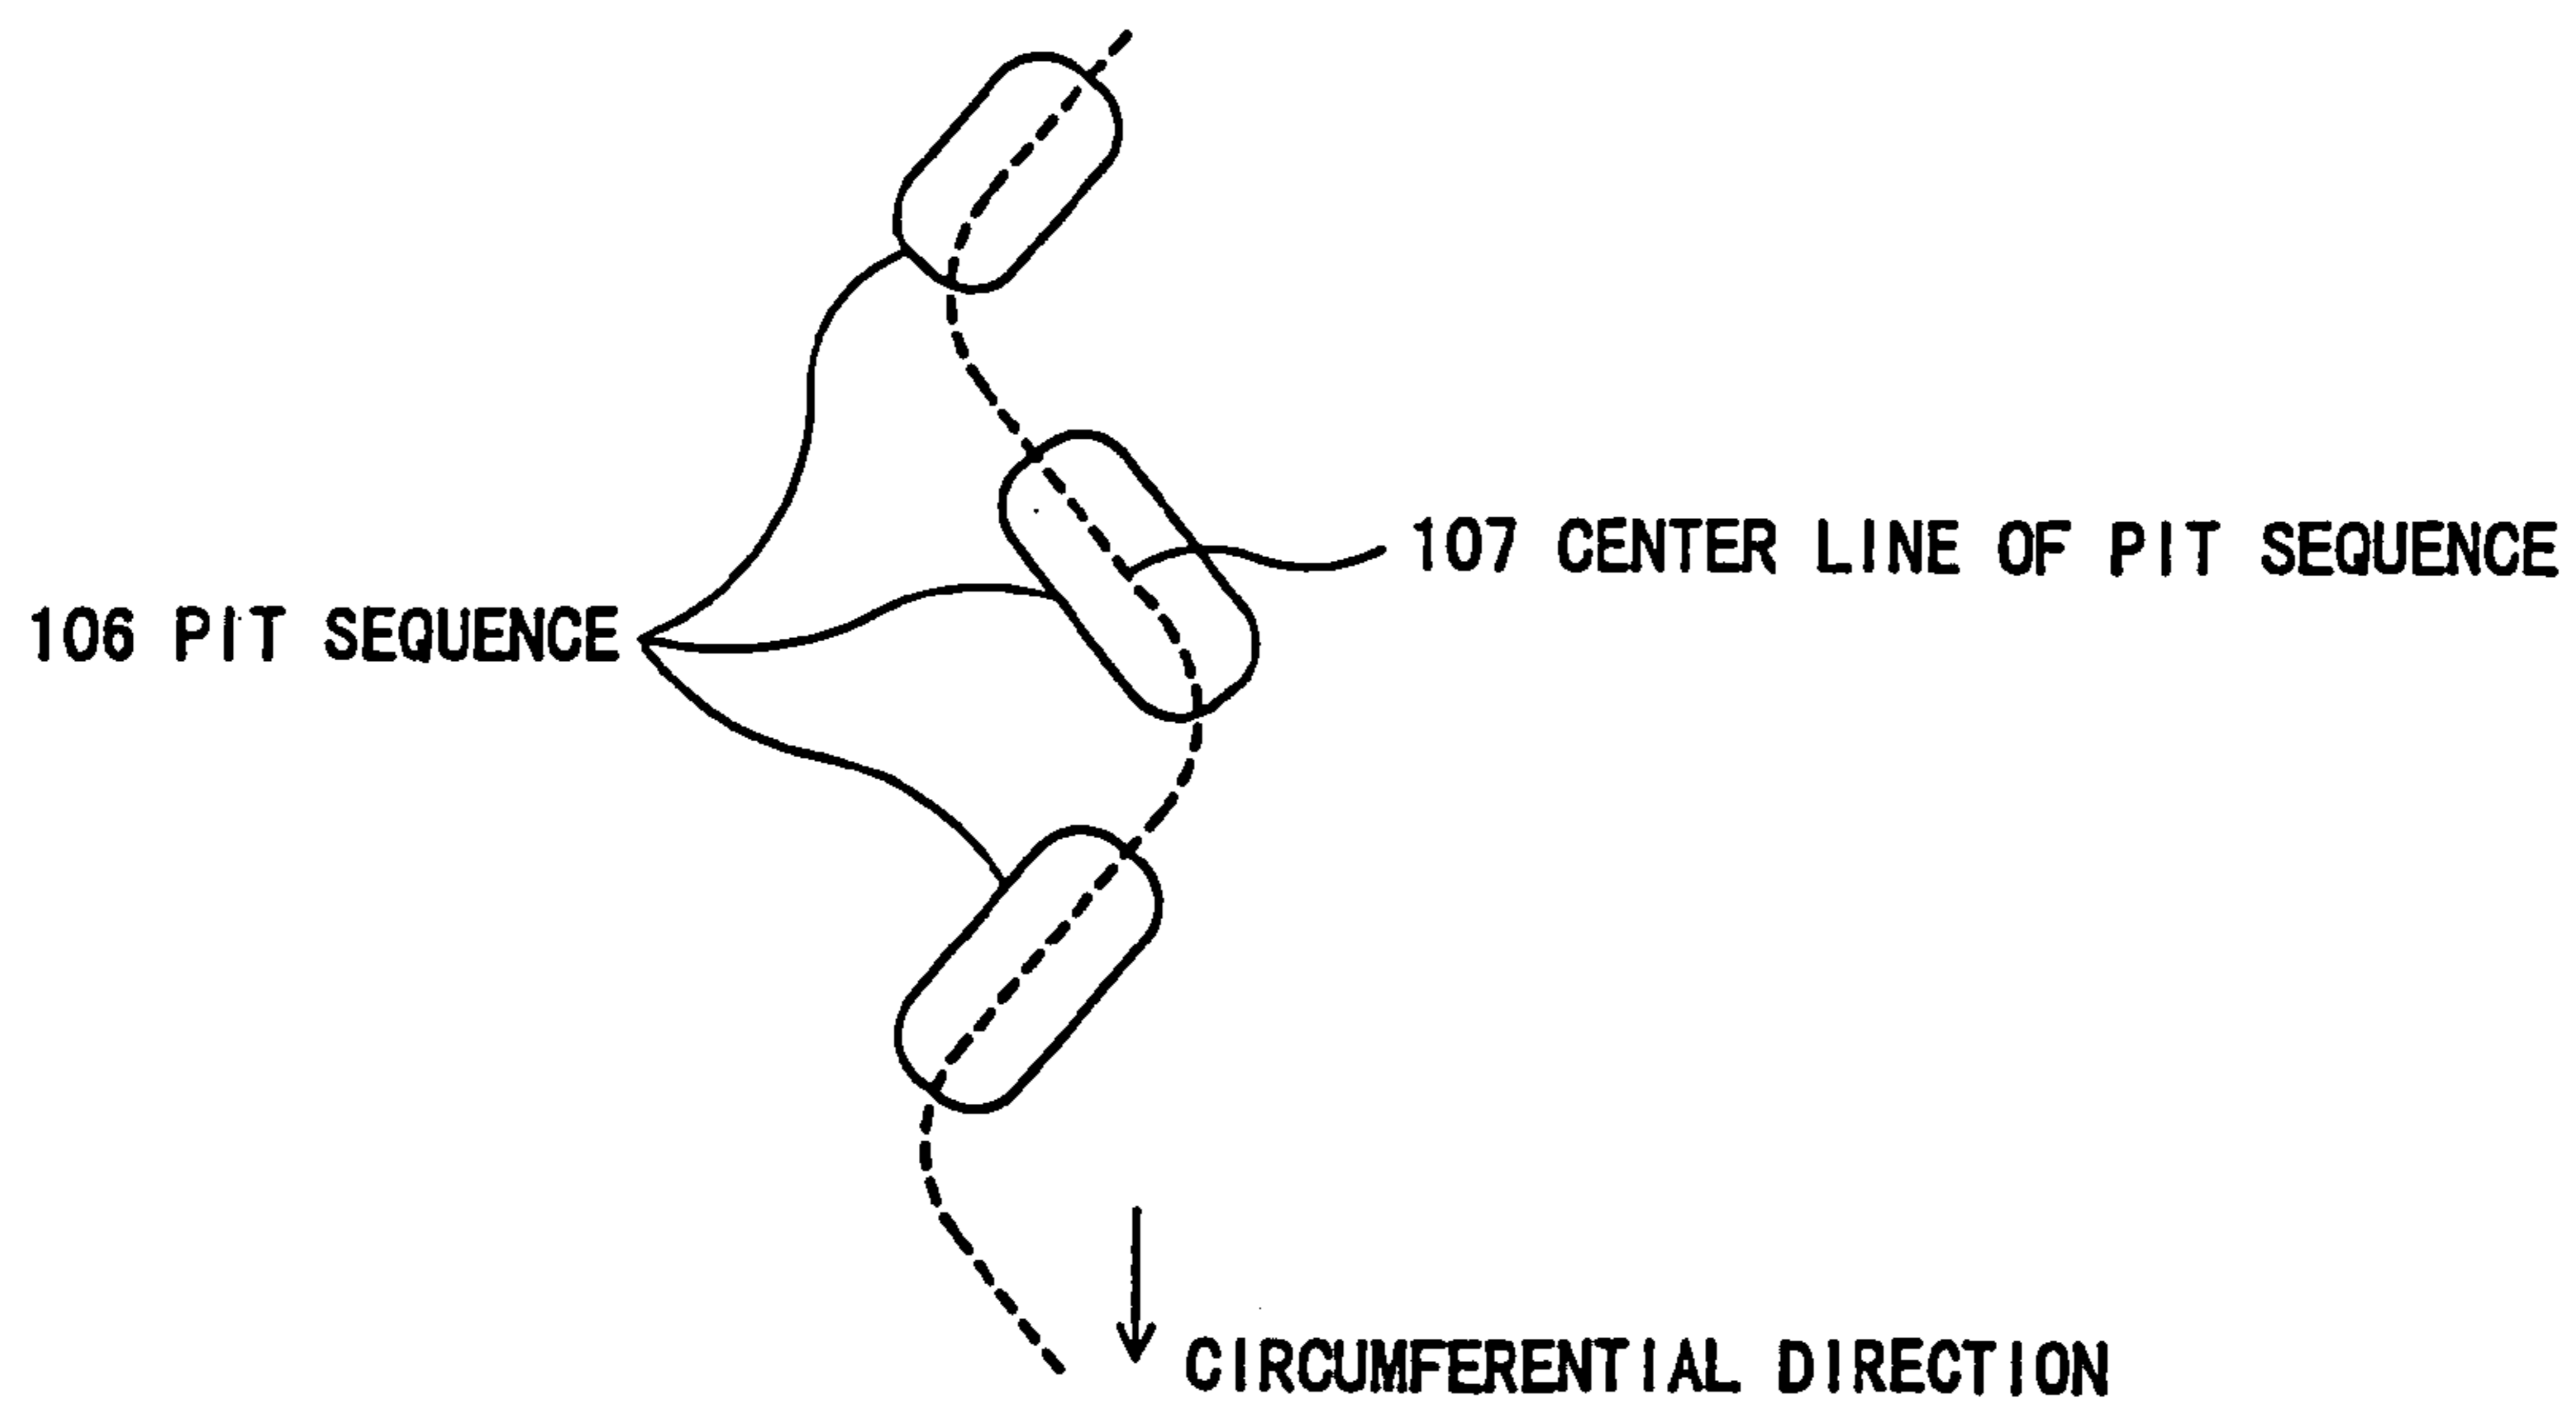 107 CENTER LINE OF PIT SEQUENCE
106 PIT SEQUENCE
CIRCUMFERENTIAL DIRECTION